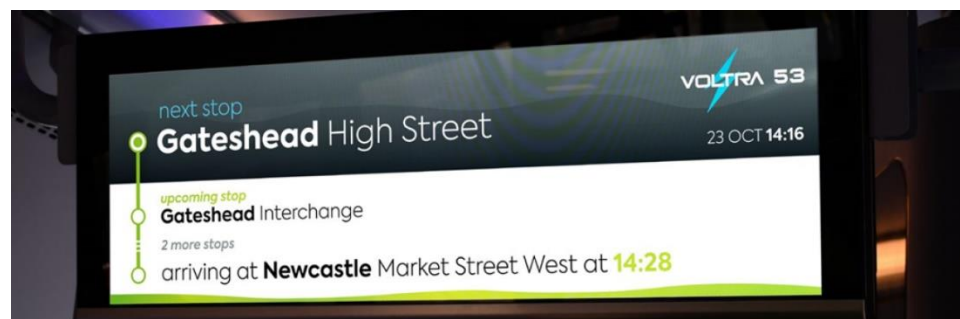 next stop
Gateshead High Street
VOLTRA 53
23 OCT 14:16
upcoming stop
Gateshead Interchange
2 more stops
arriving at Newcastle Market Street West at 14:28